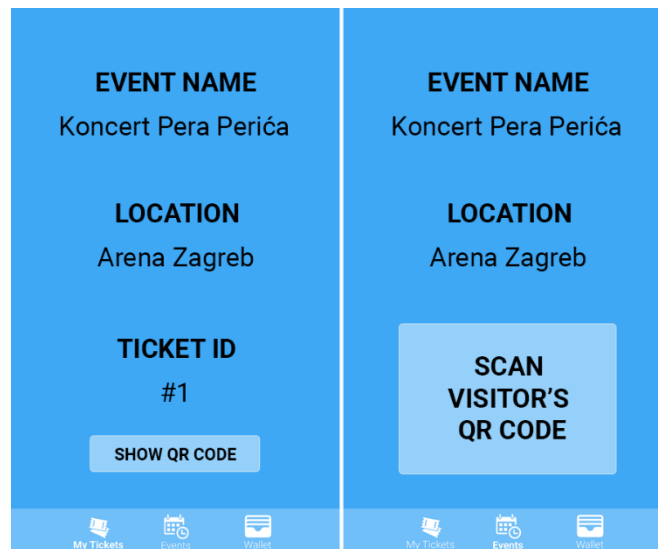 EVENT NAME
Koncert Pera Perića
LOCATION
Arena Zagreb
TICKET ID
#1
SHOW QR CODE
My Tickets Events Wallet
EVENT NAME
Koncert Pera Perića
LOCATION
Arena Zagreb
SCAN
VISITOR'S
QR CODE
My Tickets Events Wallet